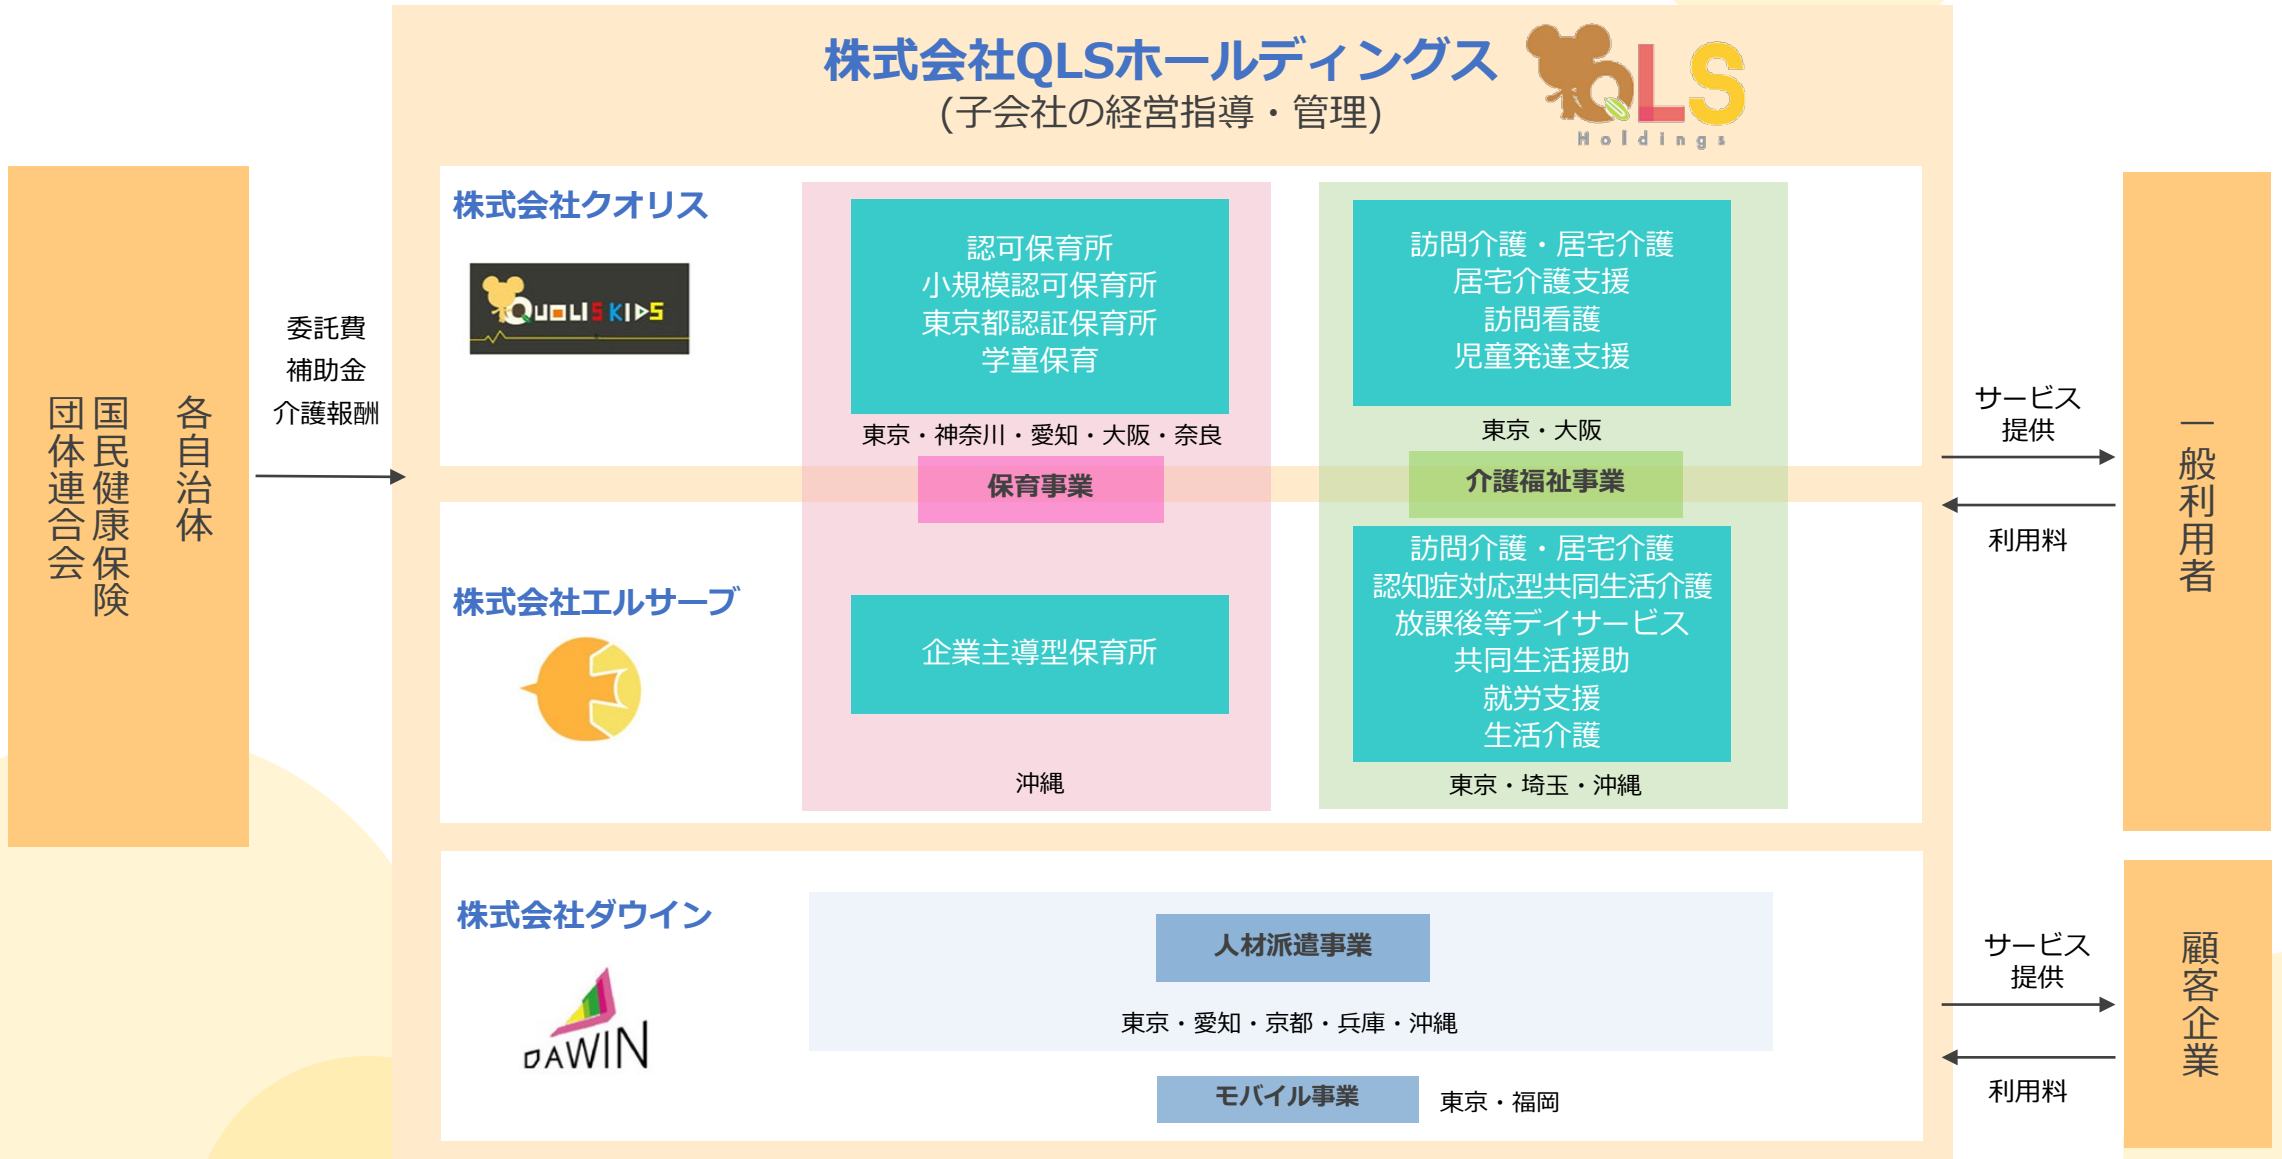 株式会社QLSホールディングス
(子会社の経営指導・管理)
QLS
Holdings
各自治体
国民健康保険
団体連合会
委託費
補助金
介護報酬
株式会社クオリス
QUOLIS KIDS
認可保育所
小規模認可保育所
東京都認証保育所
学童保育
東京・神奈川・愛知・大阪・奈良
保育事業
訪問介護・居宅介護
居宅介護支援
訪問看護
児童発達支援
東京・大阪
介護福祉事業
株式会社エルサーブ
企業主導型保育所
沖縄
訪問介護・居宅介護
認知症対応型共同生活介護
放課後等デイサービス
共同生活援助
就労支援
生活介護
東京・埼玉・沖縄
株式会社ダウイン
DAWIN
人材派遣事業
東京・愛知・京都・兵庫・沖縄
モバイル事業
東京・福岡
サービス
提供
利用料
一般利用者
サービス
提供
利用料
顧客企業